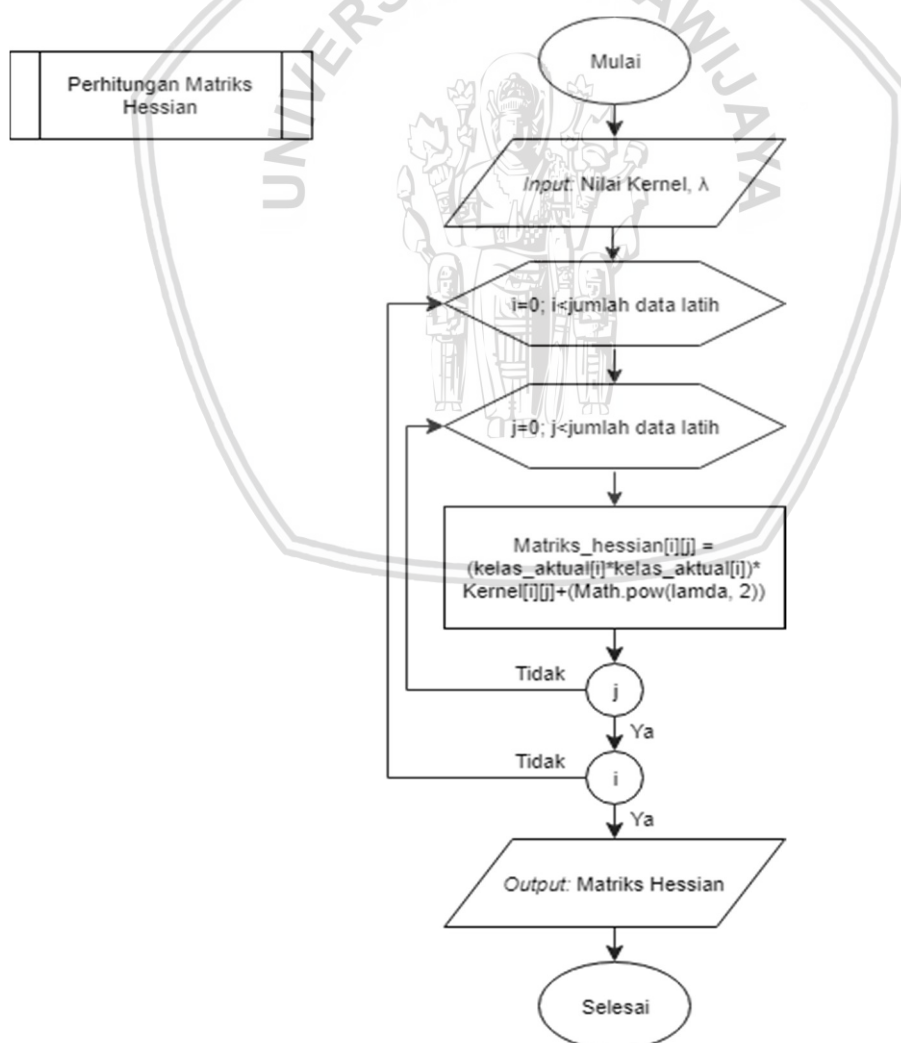 Perhitungan Matriks
Hessian
Mulai
Input: Nilai Kernel, λ
i=0; i<jumlah data latih
j=0; j<jumlah data latih
Matriks_hessian[i][j] =
(kelas_aktual[i]*kelas_aktual[i])*
Kernel[i][j]+(Math.pow(lamda, 2))
Tidak
j
Ya
Tidak
i
Ya
Output: Matriks Hessian
Selesai